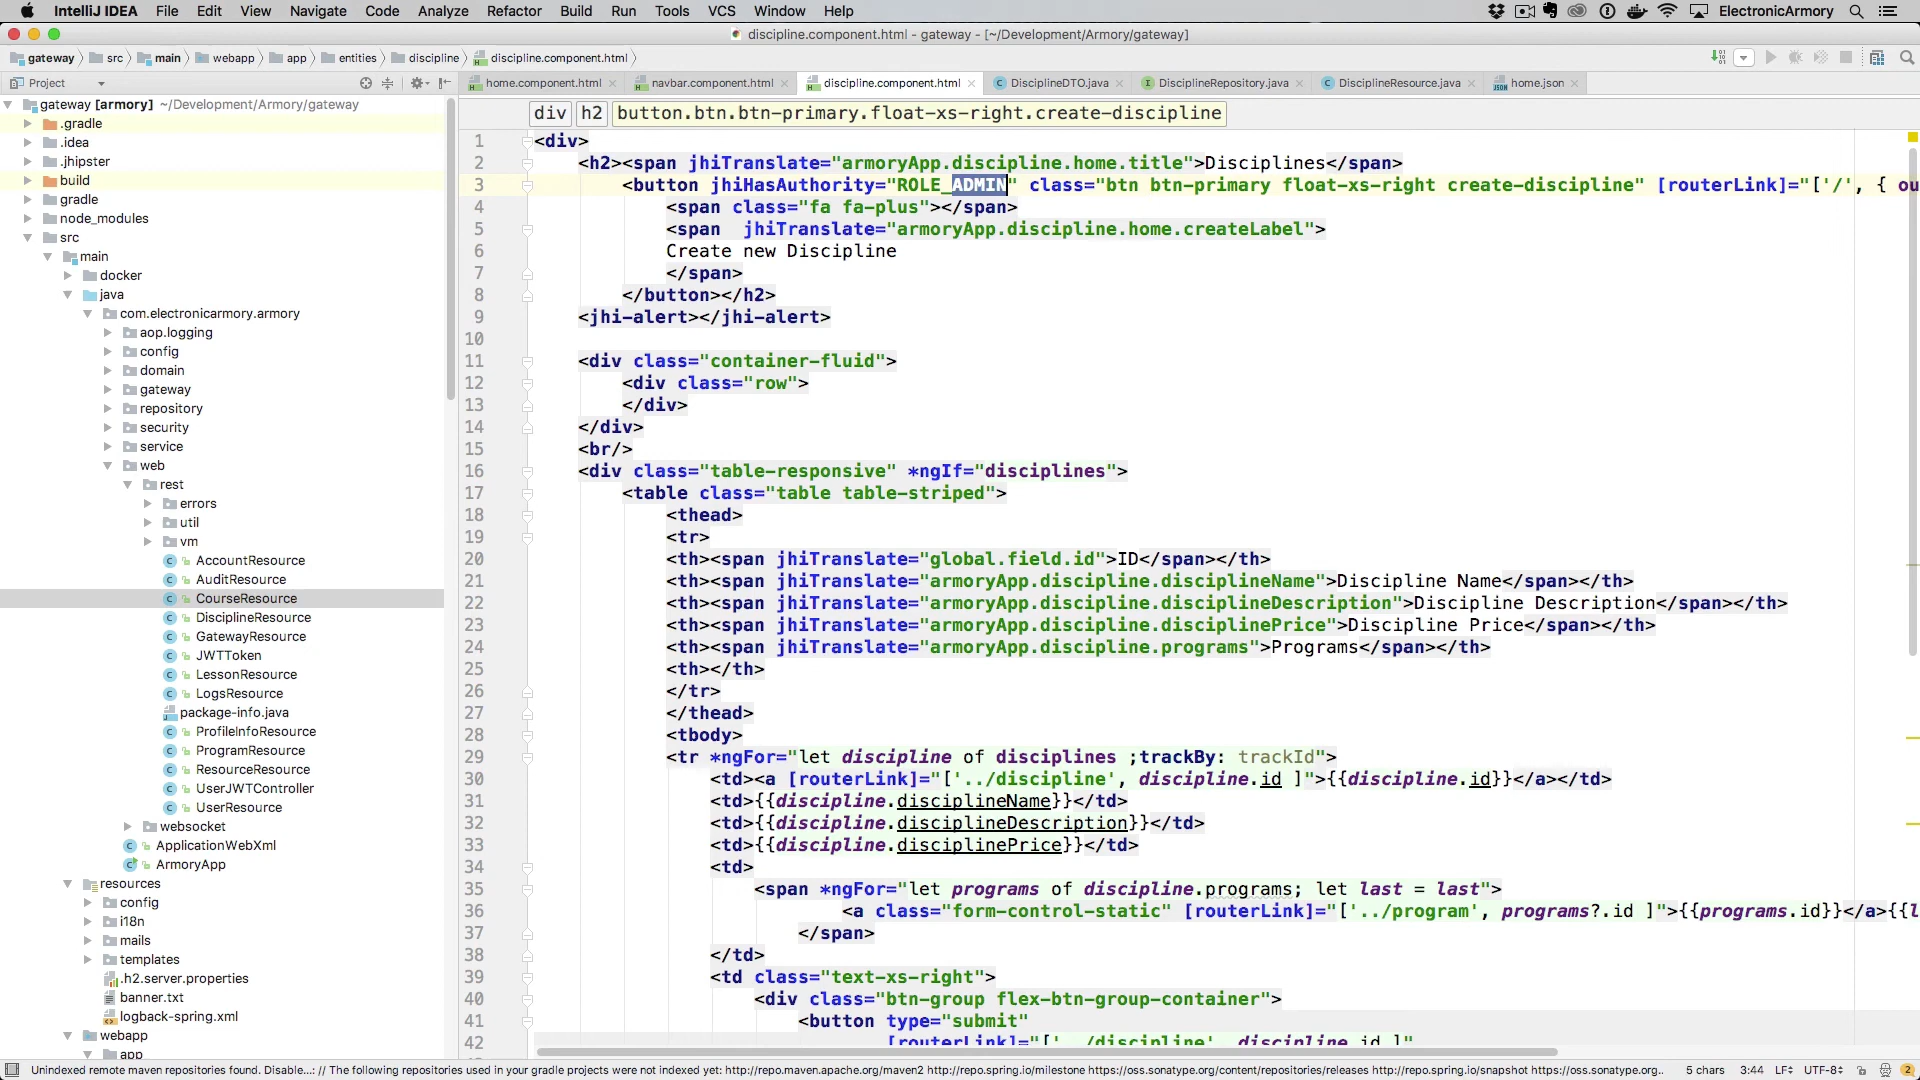 IntelliJ IDEA File Edit View Navigate Code Analyze Refactor Build Run Tools VCS Window Help ElectronicArmory
discipline.component.html - gateway - [~/Development/Armory/gateway]
gateway src main webapp app entities discipline discipline.component.html
Project home.component.html navbar.component.html discipline.component.html DisciplineDTO.java DisciplineRepository.java DisciplineResource.java home.json
gateway [armory] ~/Development/Armory/gateway
.gradle
.idea
.jhipster
build
gradle
node_modules
src
main
docker
java
com.electronicarmory.armory
aop.logging
config
domain
gateway
repository
security
service
web
rest
errors
util
vm
AccountResource
AuditResource
CourseResource
DisciplineResource
GatewayResource
JWTToken
LessonResource
LogsResource
package-info.java
ProfileInfoResource
ProgramResource
ResourceResource
UserJWTController
UserResource
websocket
ApplicationWebXml
ArmoryApp
resources
config
i18n
mails
templates
.h2.server.properties
banner.txt
logback-spring.xml
webapp
app
div h2 button.btn.btn-primary.float-xs-right.create-discipline
1 <div>
2 <h2><span jhiTranslate="armoryApp.discipline.home.title">Disciplines</span>
3 <button jhiHasAuthority="ROLE_ADMIN" class="btn btn-primary float-xs-right create-discipline" [routerLink]="['/', { ou
4 <span class="fa fa-plus"></span>
5 <span  jhiTranslate="armoryApp.discipline.home.createLabel">
6 Create new Discipline
7 </span>
8 </button></h2>
9 <jhi-alert></jhi-alert>
10
11 <div class="container-fluid">
12 <div class="row">
13 </div>
14 </div>
15 <br/>
16 <div class="table-responsive" *ngIf="disciplines">
17 <table class="table table-striped">
18 <thead>
19 <tr>
20 <th><span jhiTranslate="global.field.id">ID</span></th>
21 <th><span jhiTranslate="armoryApp.discipline.disciplineName">Discipline Name</span></th>
22 <th><span jhiTranslate="armoryApp.discipline.disciplineDescription">Discipline Description</span></th>
23 <th><span jhiTranslate="armoryApp.discipline.disciplinePrice">Discipline Price</span></th>
24 <th><span jhiTranslate="armoryApp.discipline.programs">Programs</span></th>
25 <th></th>
26 </tr>
27 </thead>
28 <tbody>
29 <tr *ngFor="let discipline of disciplines ;trackBy: trackId">
30 <td><a [routerLink]="['../discipline', discipline.id ]">{{discipline.id}}</a></td>
31 <td>{{discipline.disciplineName}}</td>
32 <td>{{discipline.disciplineDescription}}</td>
33 <td>{{discipline.disciplinePrice}}</td>
34 <td>
35 <span *ngFor="let programs of discipline.programs; let last = last">
36 <a class="form-control-static" [routerLink]="['../program', programs?.id ]">{{programs.id}}</a>{{l
37 </span>
38 </td>
39 <td class="text-xs-right">
40 <div class="btn-group flex-btn-group-container">
41 <button type="submit"
42 [routerLink]="['../discipline', discipline.id ]"
Unindexed remote maven repositories found. Disable...: // The following repositories used in your gradle projects were not indexed yet: http://repo.maven.apache.org/maven2 http://repo.spring.io/milestone https://oss.sonatype.org/content/repositories/releases http://repo.spring.io/snapshot https://oss.sonatype.org.. 5 chars 3:44 LF÷ UTF-8÷ 2